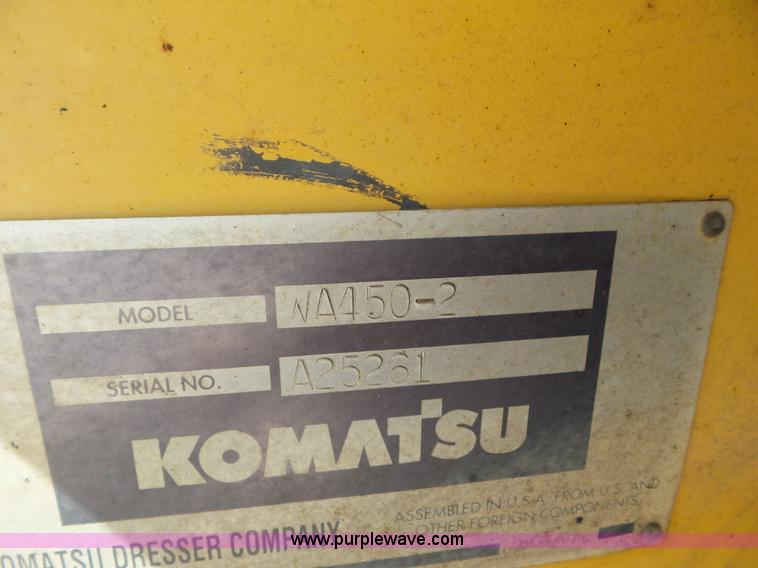 MODEL WA450-2
SERIAL NO. A25261
KOMATSU
ASSEMBLED IN U.S.A. FROM U.S. AND
OTHER FOREIGN COMPONENTS
OMATSU DRESSER COMPANY
www.purplewave.com